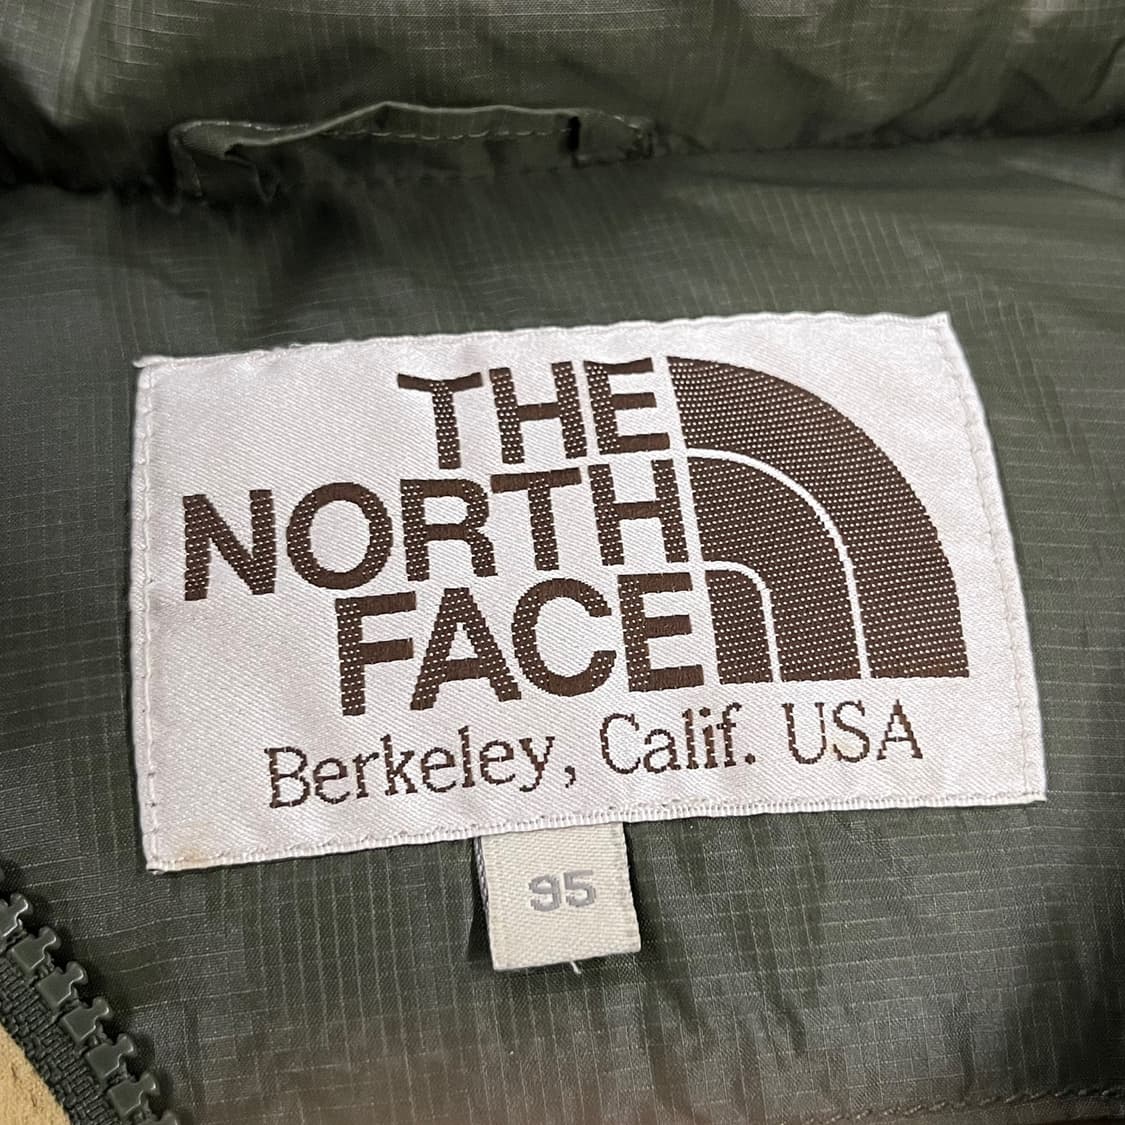 THE
NORTH
FACE
Berkeley, Calif. USA
95